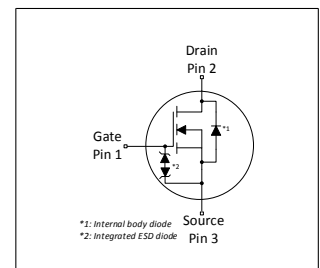 Drain
Pin 2
*1
Gate
Pin 1
*2
*1: Internal body diode
*2: Integrated ESD diode
Source
Pin 3